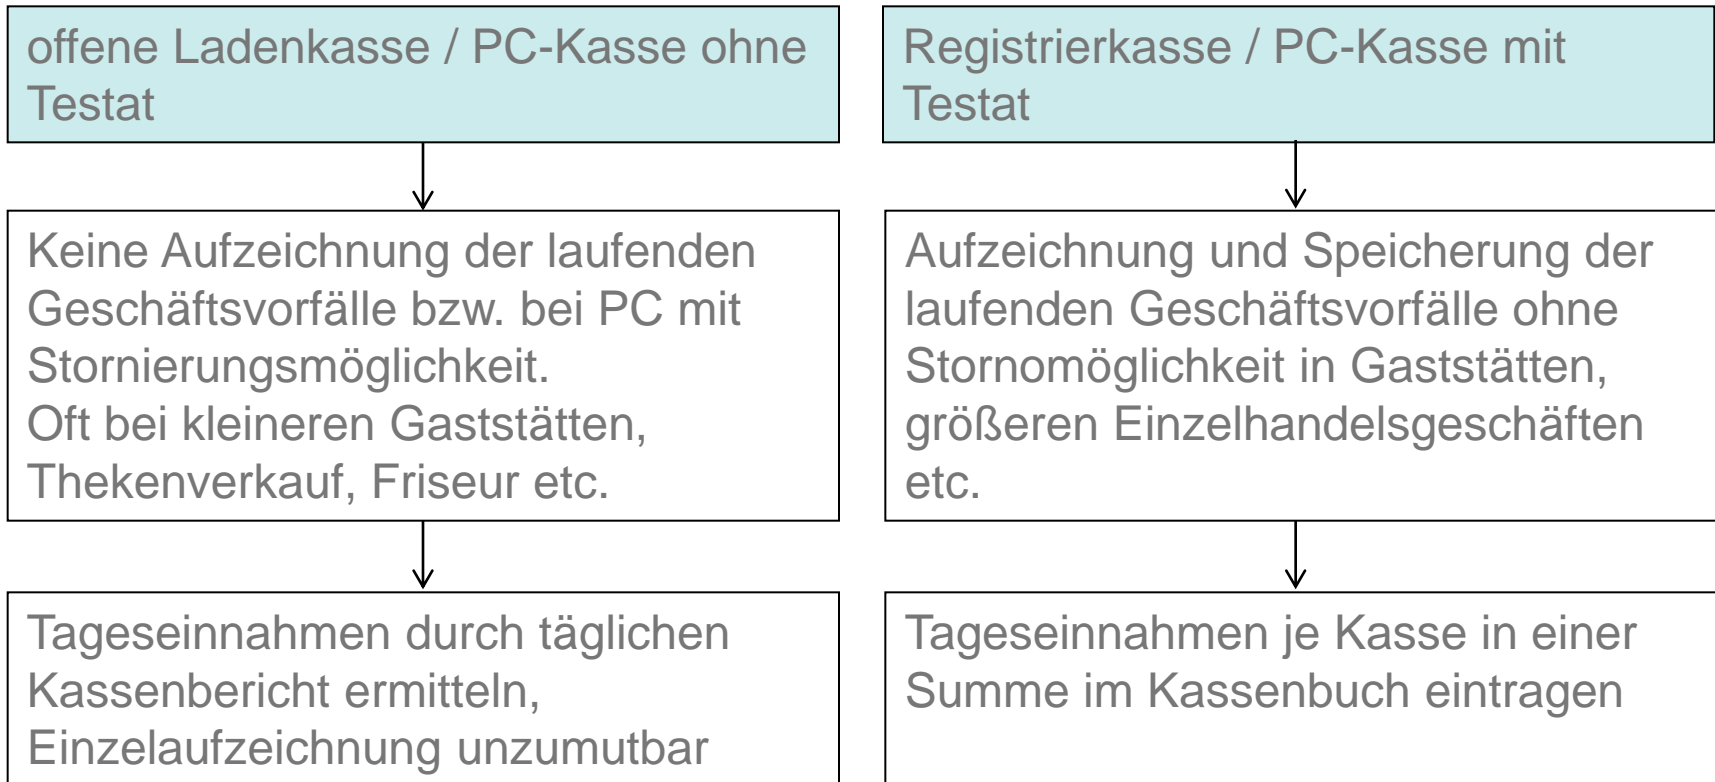 offene Ladenkasse / PC-Kasse ohne
Testat
Keine Aufzeichnung der laufenden
Geschäftsvorfälle bzw. bei PC mit
Stornierungsmöglichkeit.
Oft bei kleineren Gaststätten,
Thekenverkauf, Friseur etc.
Tageseinnahmen durch täglichen
Kassenbericht ermitteln,
Einzelaufzeichnung unzumutbar
Registrierkasse / PC-Kasse mit
Testat
Aufzeichnung und Speicherung der
laufenden Geschäftsvorfälle ohne
Stornomöglichkeit in Gaststätten,
größeren Einzelhandelsgeschäften
etc.
Tageseinnahmen je Kasse in einer
Summe im Kassenbuch eintragen